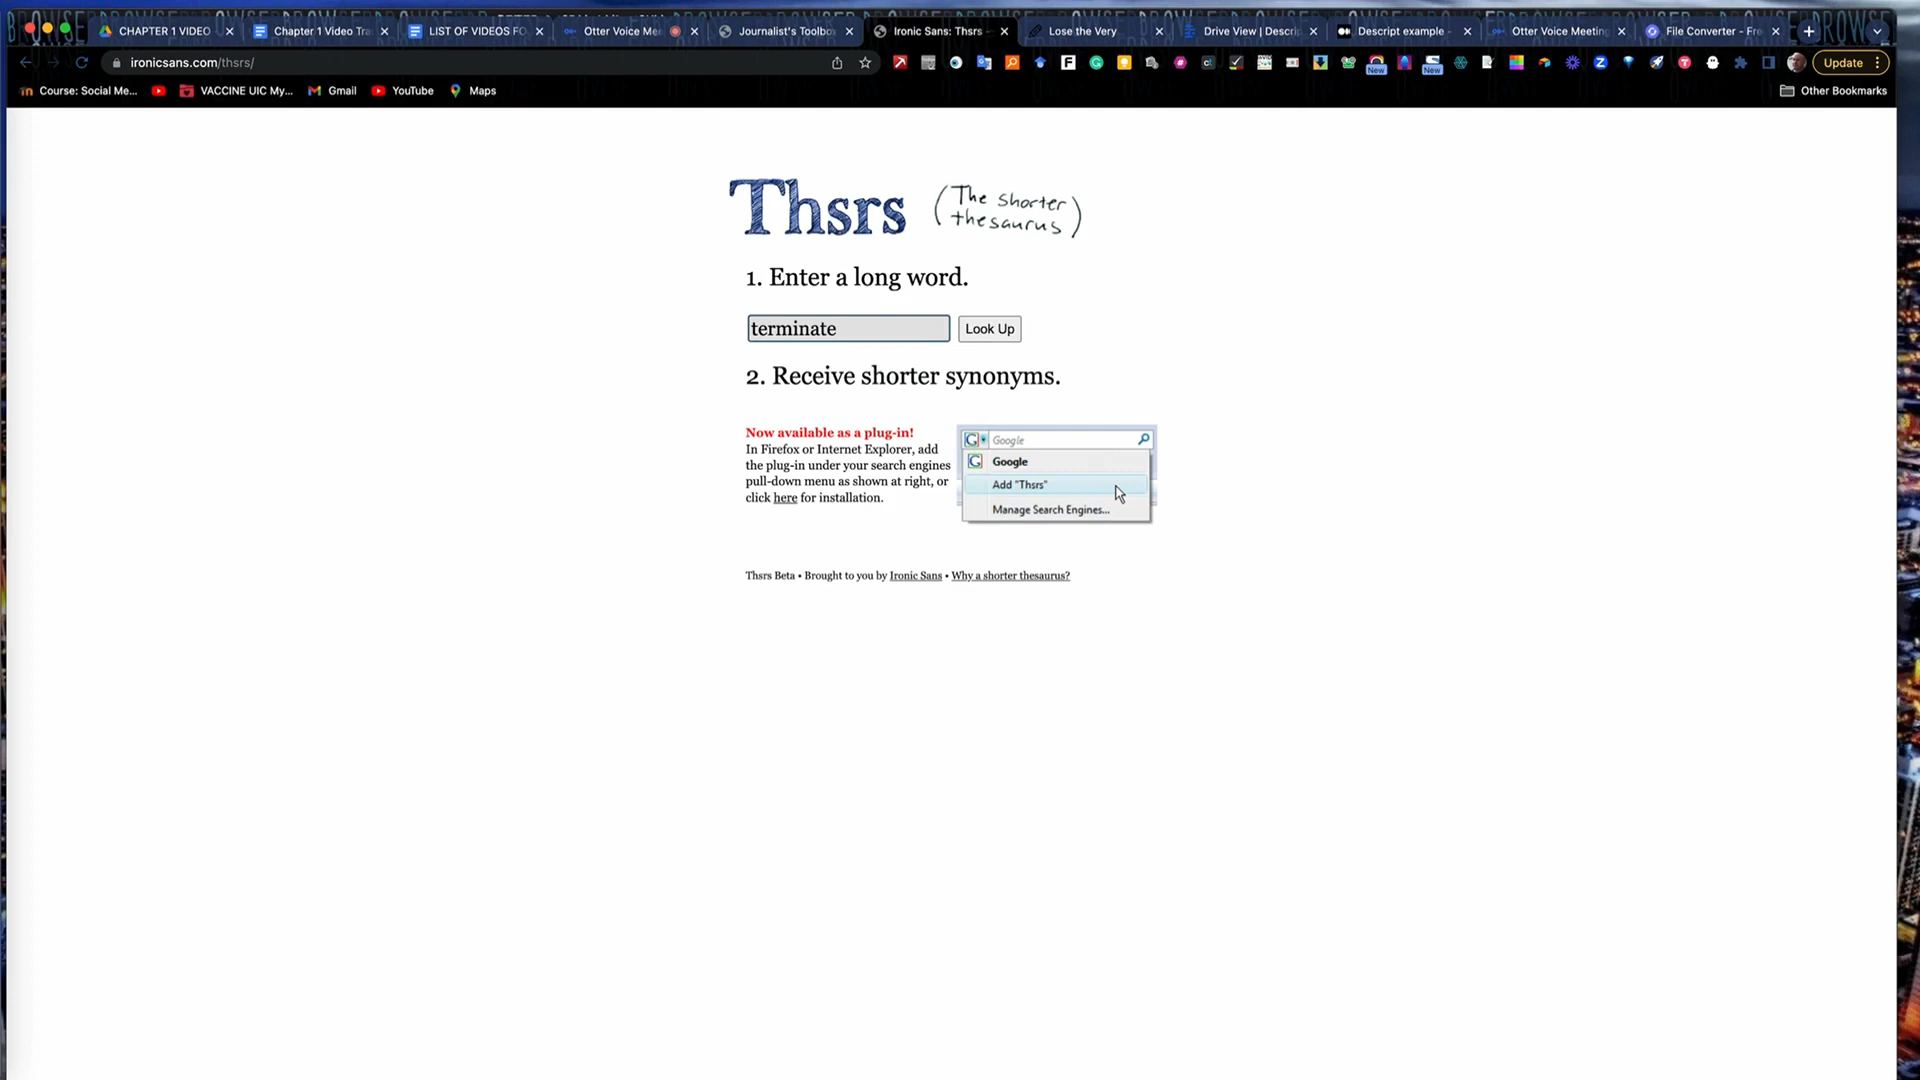 CHAPTER 1 VIDEO
Chapter 1 Video Tra
LIST OF VIDEOS FO
Otter Voice Me
Journalist's Toolbo
Ironic Sans: Thsrs
Lose the Very
Drive View | Descri
Descript example -
Otter Voice Meeting
File Converter - Fre
ironicsans.com/thsrs/
New
New
Update
Course: Social Me...
VACCINE UIC My...
Gmail
YouTube
Maps
Other Bookmarks
Thsrs
(The shorter
thesaurus)
1. Enter a long word.
terminate
Look Up
2. Receive shorter synonyms.
Now available as a plug-in!
In Firefox or Internet Explorer, add
the plug-in under your search engines
pull-down menu as shown at right, or
click here for installation.
Google
Google
Add "Thsrs"
Manage Search Engines...
Thsrs Beta • Brought to you by Ironic Sans • Why a shorter thesaurus?